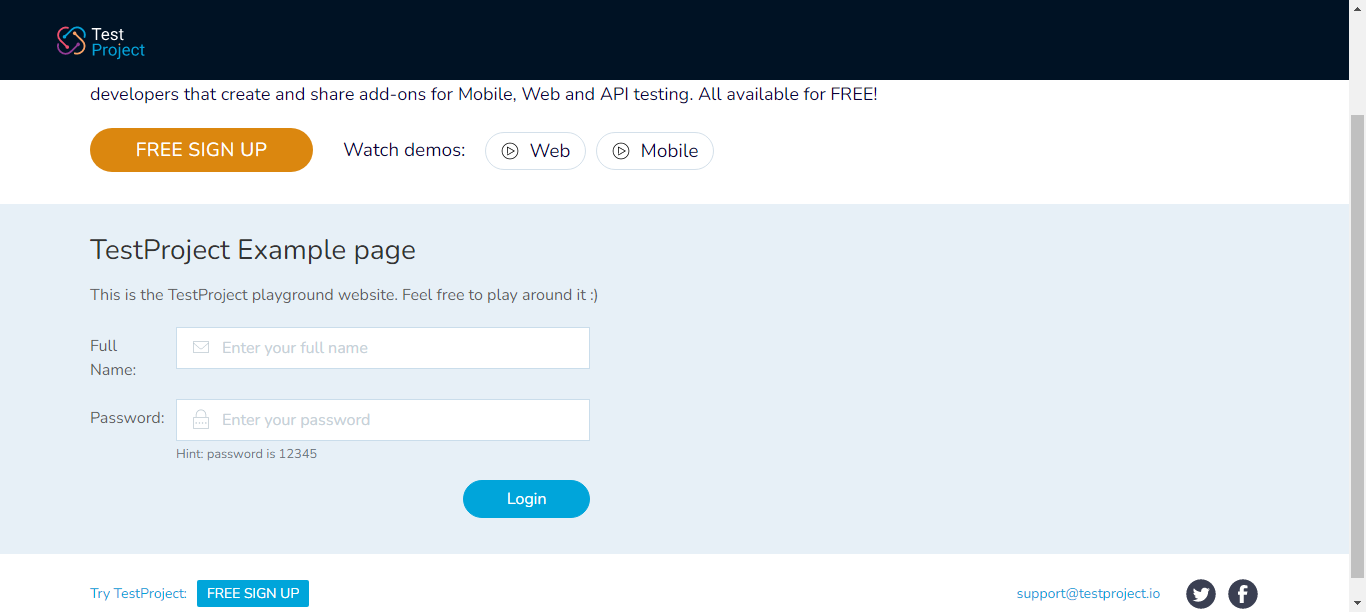 Test
Project
developers that create and share add-ons for Mobile, Web and API testing. All available for FREE!
FREE SIGN UP
Watch demos:
Web
Mobile
TestProject Example page
This is the TestProject playground website. Feel free to play around it :)
Full
Name:
Enter your full name
Password:
Enter your password
Hint: password is 12345
Login
Try TestProject:
FREE SIGN UP
support@testproject.io